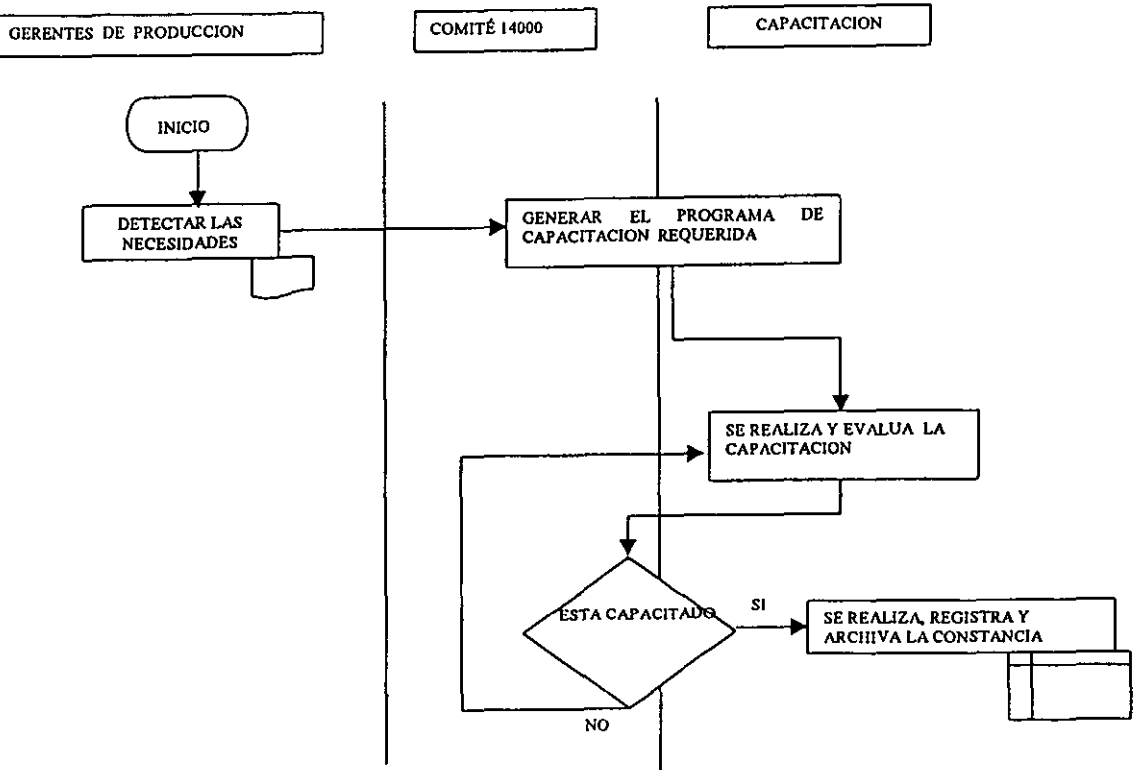 GERENTES DE PRODUCCION
COMITÉ 14000
CAPACITACION
INICIO
DETECTAR LAS
NECESIDADES
GENERAR EL PROGRAMA DE
CAPACITACION REQUERIDA
SE REALIZA Y EVALUA LA
CAPACITACION
ESTA CAPACITADO
SI
SE REALIZA, REGISTRA Y
ARCHIVA LA CONSTANCIA
NO